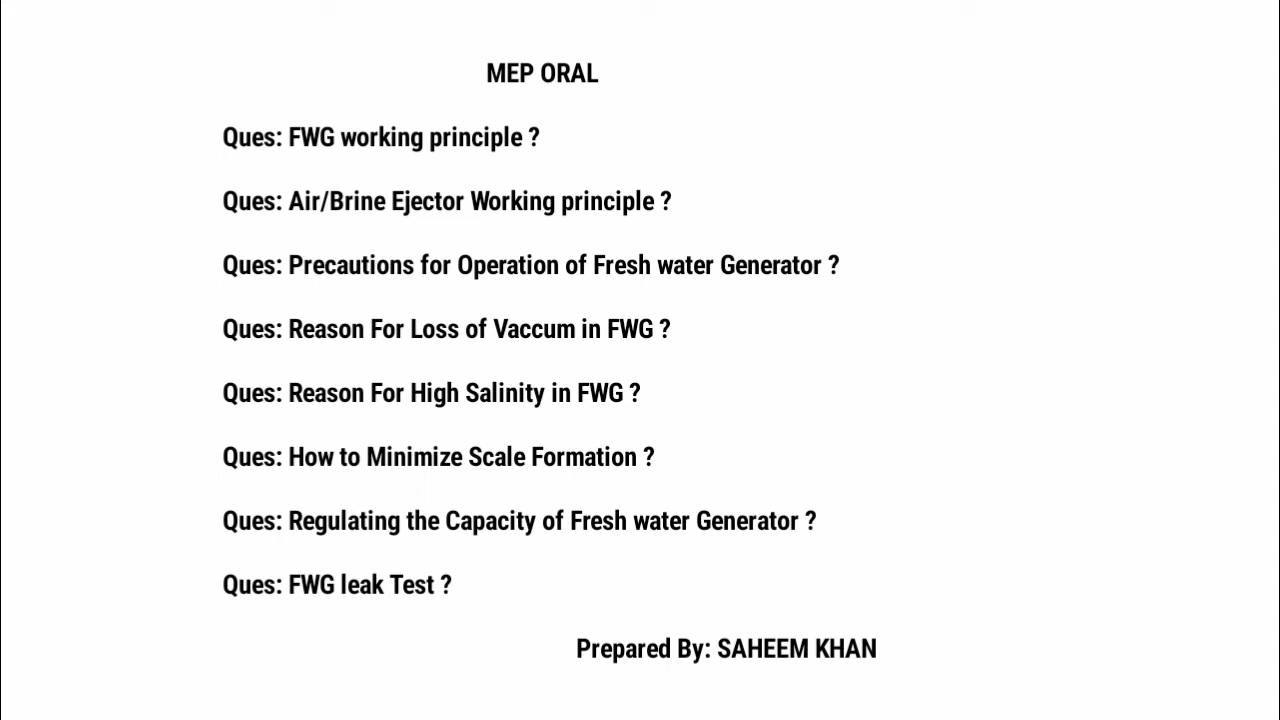 MEP ORAL
Ques: FWG working principle ?
Ques: Air/Brine Ejector Working principle ?
Ques: Precautions for Operation of Fresh water Generator ?
Ques: Reason For Loss of Vaccum in FWG ?
Ques: Reason For High Salinity in FWG ?
Ques: How to Minimize Scale Formation ?
Ques: Regulating the Capacity of Fresh water Generator ?
Ques: FWG leak Test ?
Prepared By: SAHEEM KHAN